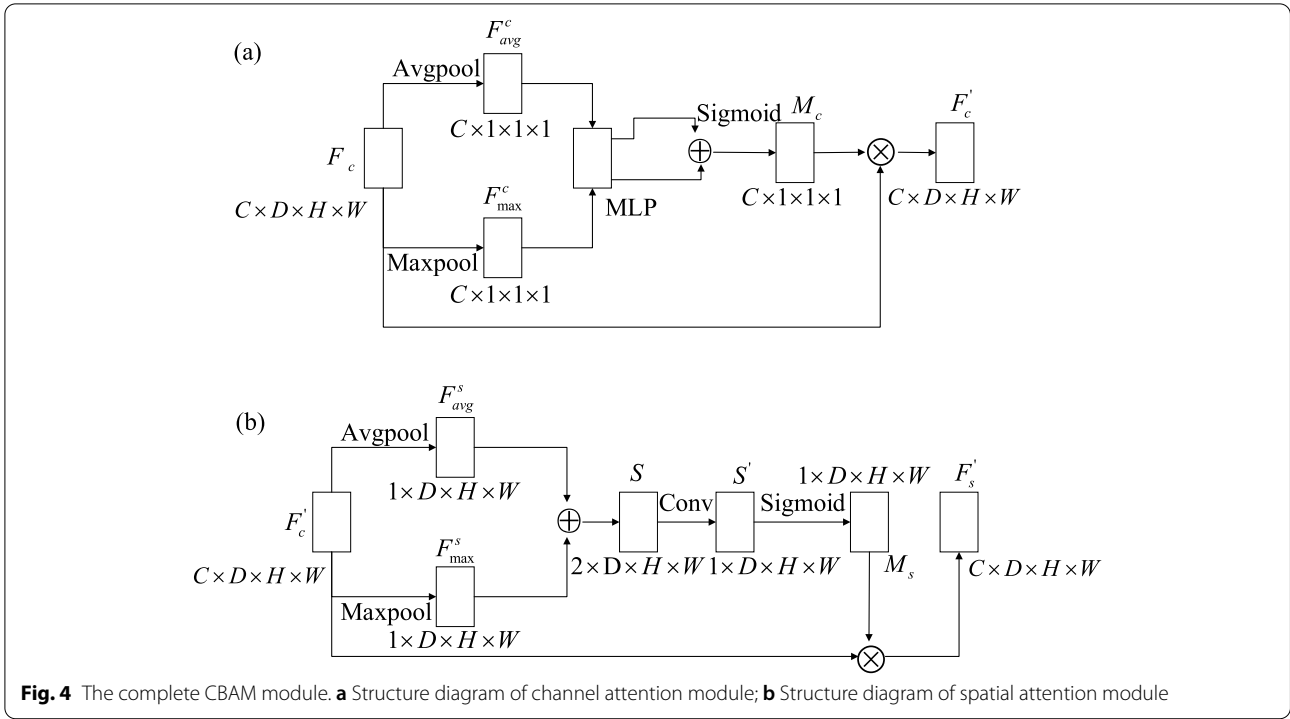 (a)
F^c_avg
Avgpool
C×1×1×1
F_c
C×D×H×W
F^c_max
Maxpool
C×1×1×1
MLP
Sigmoid
M_c
C×1×1×1
F'_c
C×D×H×W
(b)
F^s_avg
Avgpool
1×D×H×W
F'_c
C×D×H×W
F^s_max
Maxpool
1×D×H×W
S
2×D×H×W
Conv
S'
1×D×H×W
Sigmoid
1×D×H×W
M_s
F'_s
C×D×H×W
Fig. 4 The complete CBAM module. a Structure diagram of channel attention module; b Structure diagram of spatial attention module